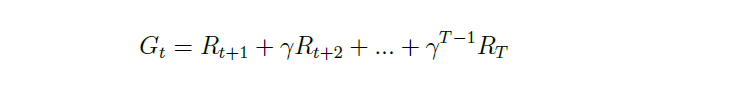 $G_t = R_{t+1} + \gamma R_{t+2} + ... + \gamma^{T-1} R_T$